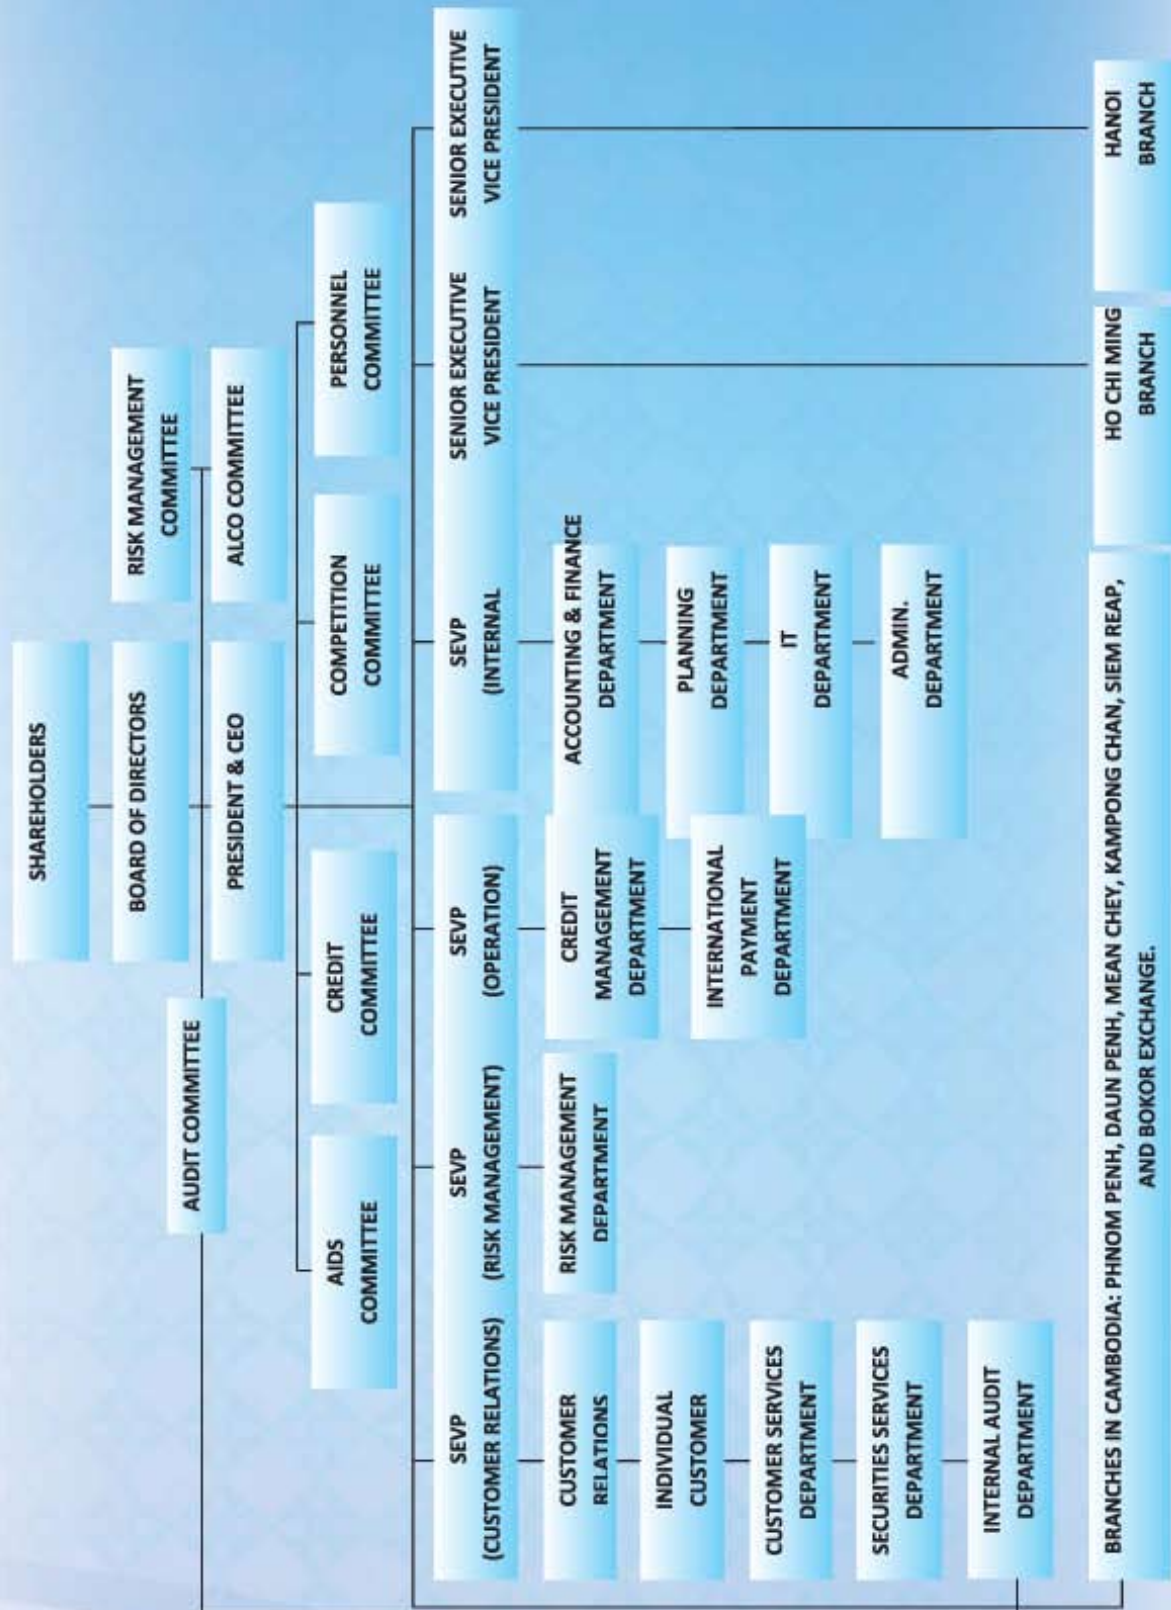 SHAREHOLDERS
BOARD OF DIRECTORS
RISK MANAGEMENT
COMMITTEE
AUDIT COMMITTEE
PRESIDENT & CEO
ALCO COMMITTEE
AIDS
COMMITTEE
CREDIT
COMMITTEE
COMPETITION
COMMITTEE
PERSONNEL
COMMITTEE
SEVP
(CUSTOMER RELATIONS)
SEVP
(RISK MANAGEMENT)
SEVP
(OPERATION)
SEVP
(INTERNAL
SENIOR EXECUTIVE
VICE PRESIDENT
SENIOR EXECUTIVE
VICE PRESIDENT
CUSTOMER
RELATIONS
INDIVIDUAL
CUSTOMER
CUSTOMER SERVICES
DEPARTMENT
SECURITIES SERVICES
DEPARTMENT
INTERNAL AUDIT
DEPARTMENT
RISK MANAGEMENT
DEPARTMENT
CREDIT
MANAGEMENT
DEPARTMENT
INTERNATIONAL
PAYMENT
DEPARTMENT
ACCOUNTING & FINANCE
DEPARTMENT
PLANNING
DEPARTMENT
IT
DEPARTMENT
ADMIN.
DEPARTMENT
BRANCHES IN CAMBODIA: PHNOM PENH, DAUN PENH, MEAN CHEY, KAMPONG CHAN, SIEM REAP,
AND BOKOR EXCHANGE.
HO CHI MING
BRANCH
HANOI
BRANCH